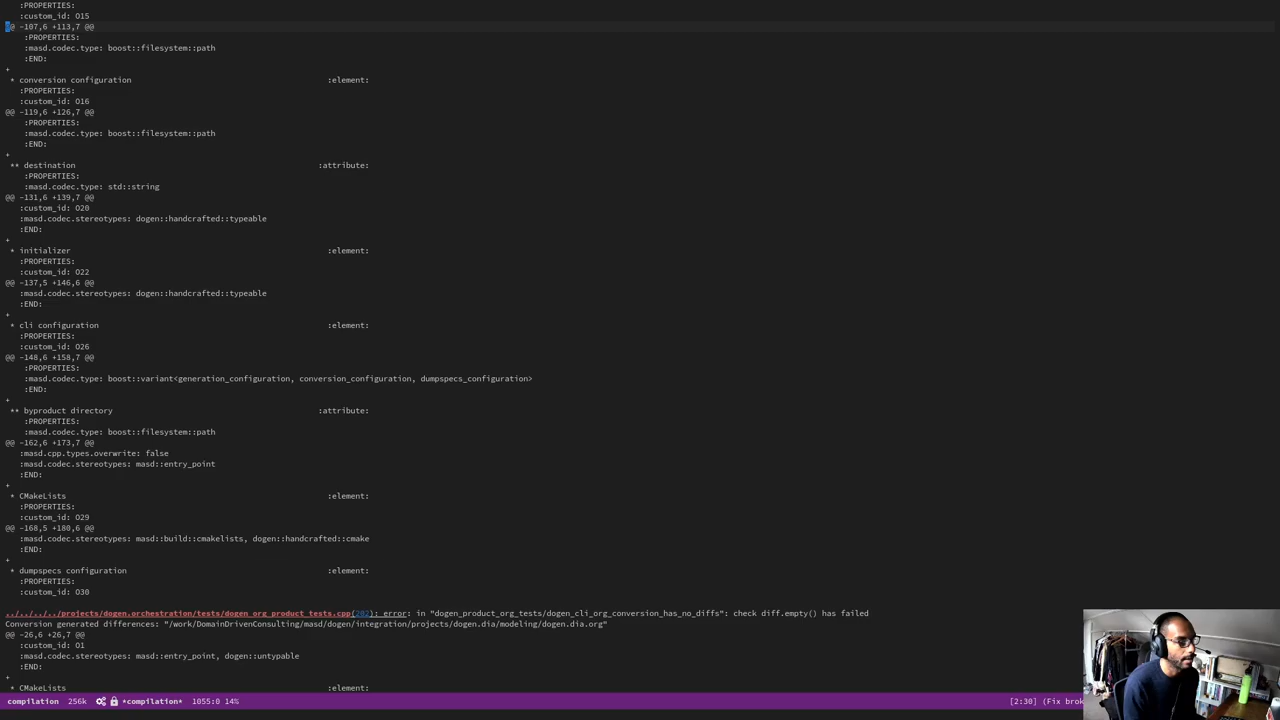 :PROPERTIES:
:custom_id: O15
@@ -107,6 +113,7 @@
:PROPERTIES:
:masd.codec.type: boost::filesystem::path
:END:
+
* conversion configuration :element:
:PROPERTIES:
:custom_id: O16
@@ -119,6 +126,7 @@
:PROPERTIES:
:masd.codec.type: boost::filesystem::path
:END:
+
** destination :attribute:
:PROPERTIES:
:masd.codec.type: std::string
@@ -131,6 +139,7 @@
:custom_id: O20
:masd.codec.stereotypes: dogen::handcrafted::typeable
:END:
+
* initializer :element:
:PROPERTIES:
:custom_id: O22
@@ -137,5 +146,6 @@
:masd.codec.stereotypes: dogen::handcrafted::typeable
:END:
+
* cli configuration :element:
:PROPERTIES:
:custom_id: O26
@@ -148,6 +158,7 @@
:PROPERTIES:
:masd.codec.type: boost::variant<generation_configuration, conversion_configuration, dumpspecs_configuration>
:END:
+
** byproduct directory :attribute:
:PROPERTIES:
:masd.codec.type: boost::filesystem::path
@@ -162,6 +173,7 @@
:masd.cpp.types.overwrite: false
:masd.codec.stereotypes: masd::entry_point
:END:
+
* CMakeLists :element:
:PROPERTIES:
:custom_id: O29
@@ -168,5 +180,6 @@
:masd.codec.stereotypes: masd::build::cmakelists, dogen::handcrafted::cmake
:END:
+
* dumpspecs configuration :element:
:PROPERTIES:
:custom_id: O30
../../../../projects/dogen.orchestration/tests/dogen_org_product_tests.cpp(202): error: in "dogen_product_org_tests/dogen_cli_org_conversion_has_no_diffs": check diff.empty() has failed
Conversion generated differences: "/work/DomainDrivenConsulting/masd/dogen/integration/projects/dogen.dia/modeling/dogen.dia.org"
@@ -26,6 +26,7 @@
:custom_id: O1
:masd.codec.stereotypes: masd::entry_point, dogen::untypable
:END:
+
* CMakeLists :element:
compilation 256k *compilation* 1055:0 14% [2:30] (Fix brok